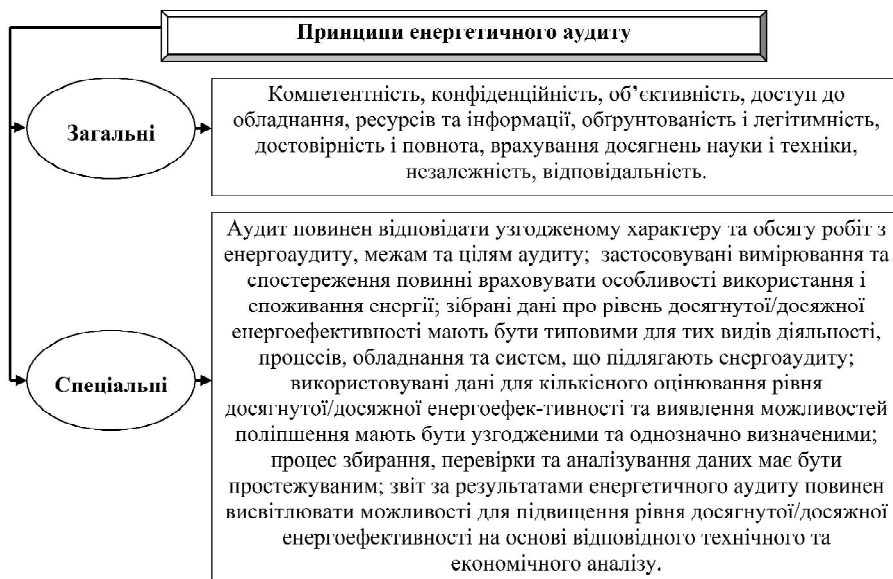 Принципи енергетичного аудиту
Загальні
Компетентність, конфіденційність, об’єктивність, доступ до
обладнання, ресурсів та інформації, обґрунтованість і легітимність,
достовірність і повнота, врахування досягнень науки і техніки,
незалежність, відповідальність.
Спеціальні
Аудит повинен відповідати узгодженому характеру та обсягу робіт з
енергоаудиту, межам та цілям аудиту; застосовувані вимірювання та
спостереження повинні враховувати особливості використання і
споживання енергії; зібрані дані про рівень досягнутої/досяжної
енергоефективності мають бути типовими для тих видів діяльності,
процесів, обладнання та систем, що підлягають енергоаудиту;
використовувані дані для кількісного оцінювання рівня
досягнутої/досяжної енергоефек-тивності та виявлення можливостей
поліпшення мають бути узгодженими та однозначно визначеними;
процес збирання, перевірки та аналізування даних має бути
простежуваним; звіт за результатами енергетичного аудиту повинен
висвітлювати можливості для підвищення рівня досягнутої/досяжної
енергоефективності на основі відповідного технічного та
економічного аналізу.